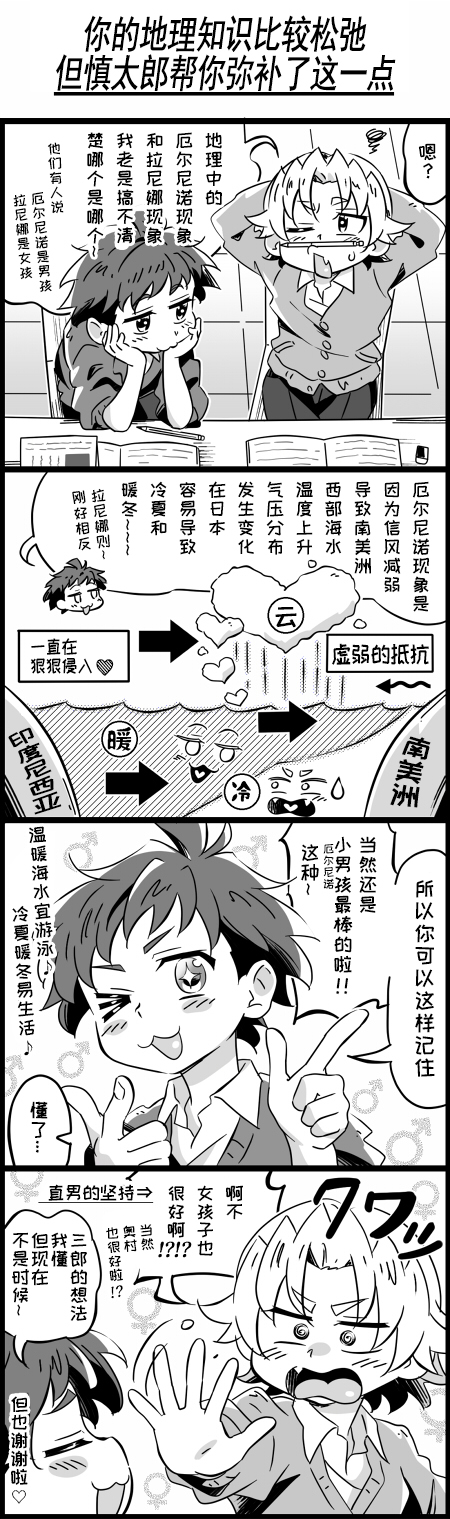 你的地理知识比较松弛
但慎太郎帮你弥补了这一点
嗯？
地理中的
厄尔尼诺现象
和拉尼娜现象
我老是搞不清
楚哪个是哪个~
他们有人说
厄尔尼诺是男孩
拉尼娜是女孩
厄尔尼诺现象是
因为信风减弱
导致南美洲
西部海水
温度上升
气压分布
发生变化
在日本
容易导致
冷夏和
暖冬~~~~
拉尼娜则~
刚好相反
云
一直在
狠狠侵入♡
虚弱的抵抗
暖
冷
印度尼西亚
南美洲
所以你可以这样记住
当然还是
小男孩最棒的啦!!
厄尔尼诺
这种~
温暖海水宜游泳♪
冷夏暖冬易生活♪
懂了…
クワッ
啊不
女孩子也
很好啊!?!?
当然
奥村
也很好啦!?
直男的坚持⇒
三郎的想法
我懂
但现在
不是时候~
但也谢谢啦♡